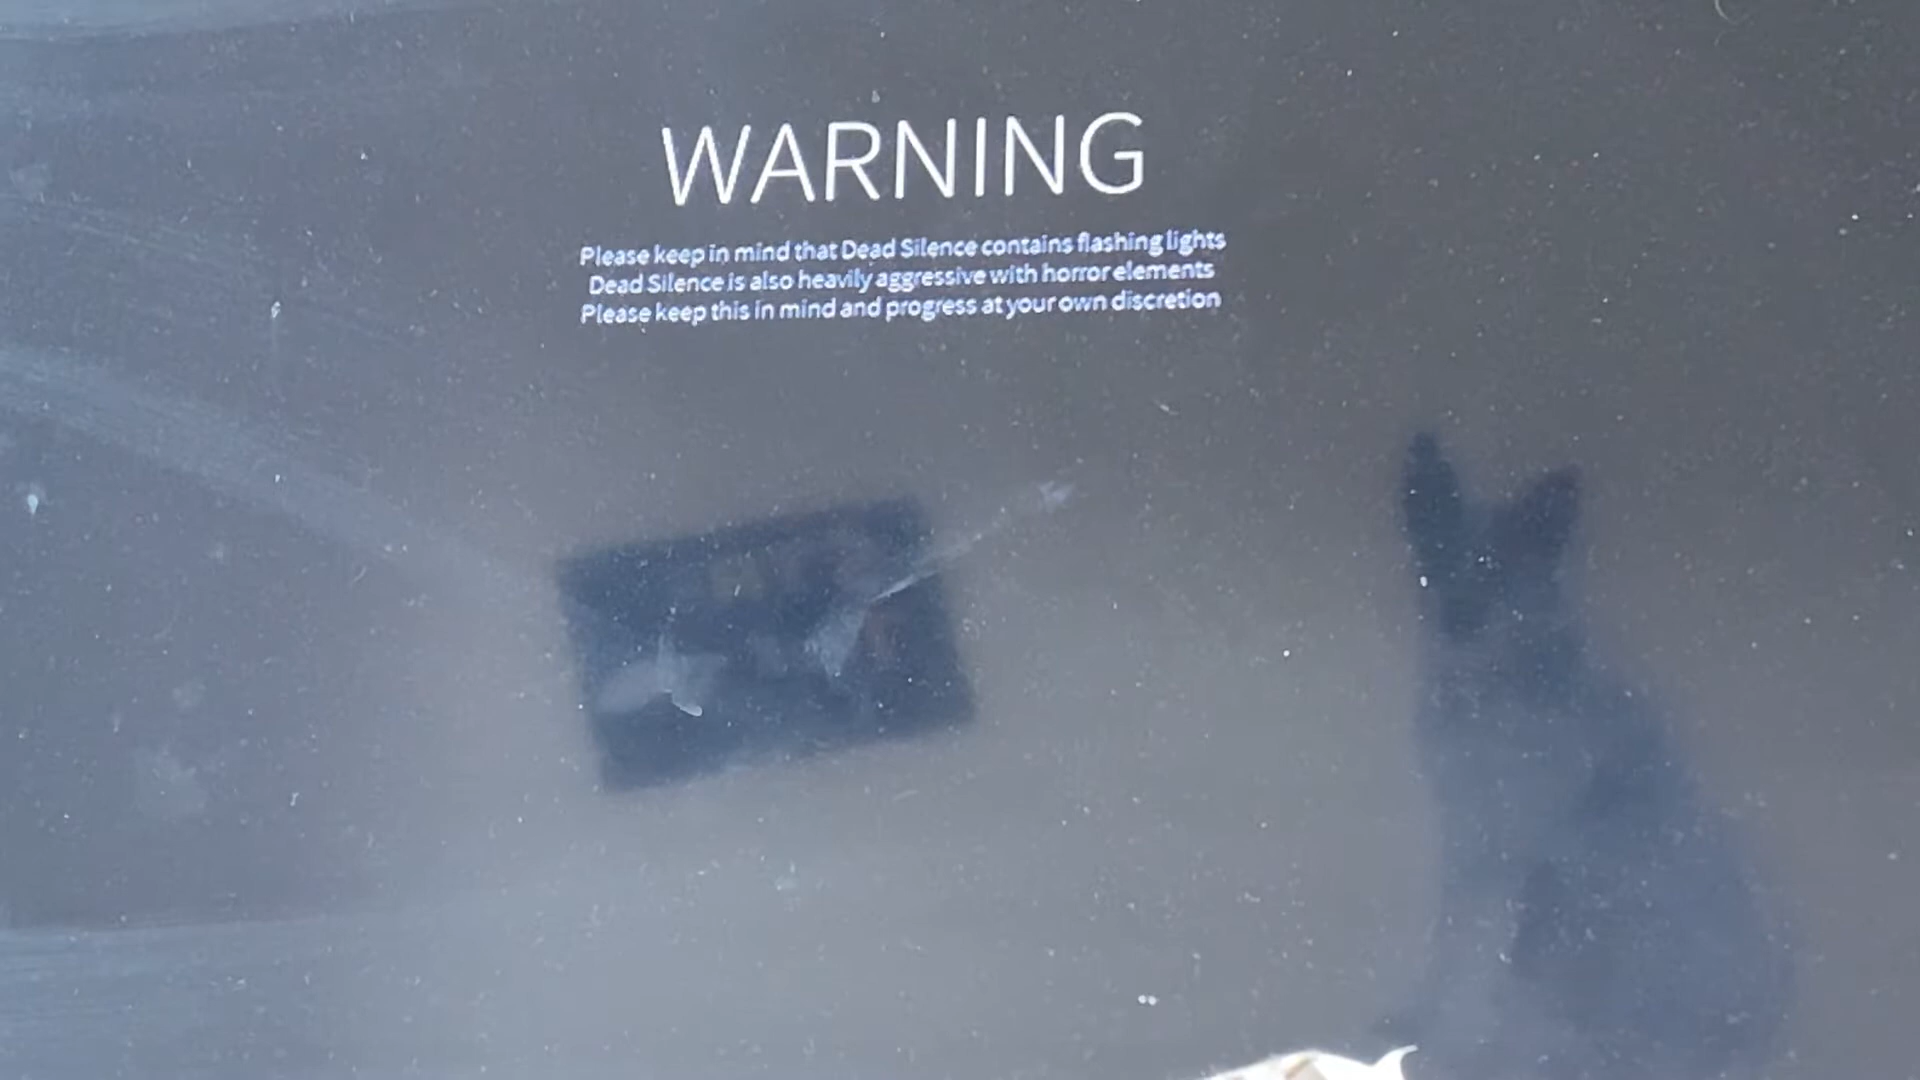 WARNING
Please keep in mind that Dead Silence contains flashing lights
Dead Silence is also heavily aggressive with horror elements
Please keep this in mind and progress at your own discretion